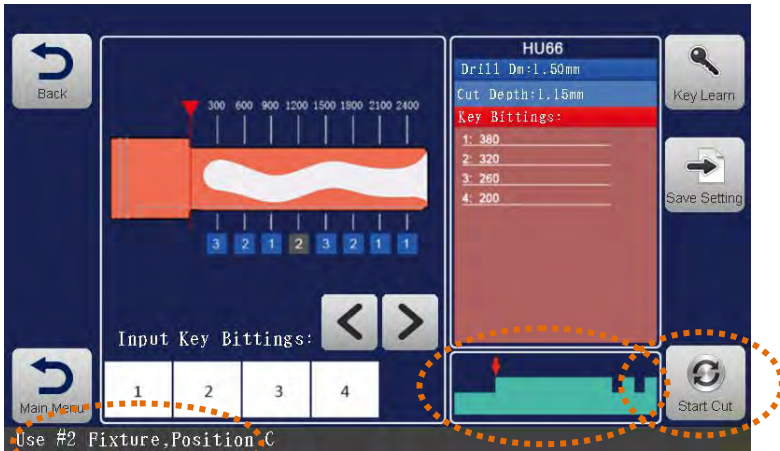 Back
300 600 900 1200 1500 1800 2100 2400
3 2 1 2 3 2 1 1
Input Key Bittings:
1 2 3 4
Main Menu
Use #2 Fixture,Position C
HU66
Drill Dm:1.50mm
Cut Depth:1.15mm
Key Bittings:
1: 380
2: 320
3: 260
4: 200
Key Learn
Save Setting
Start Cut